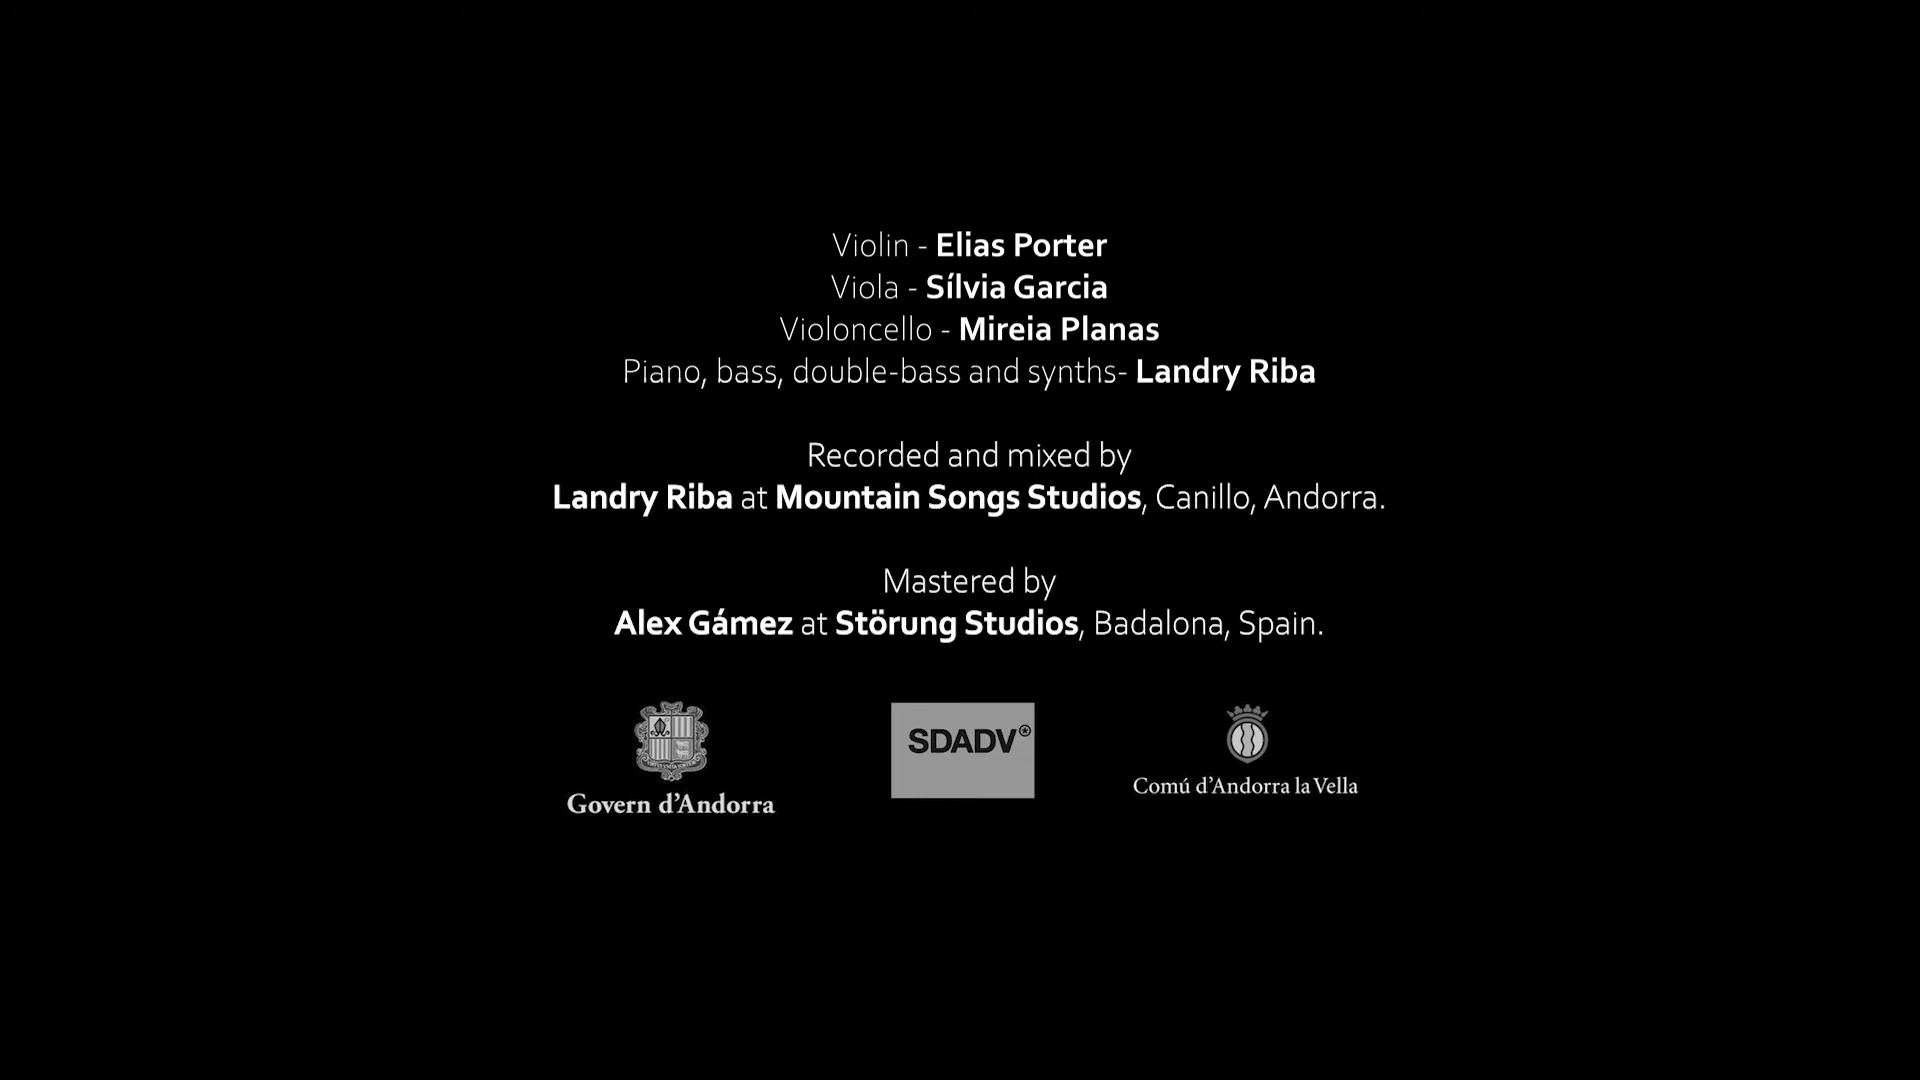 Violin - Elias Porter
Viola - Sílvia Garcia
Violoncello - Mireia Planas
Piano, bass, double-bass and synths- Landry Riba
Recorded and mixed by
Landry Riba at Mountain Songs Studios, Canillo, Andorra.
Mastered by
Alex Gámez at Störung Studios, Badalona, Spain.
Govern d'Andorra
SDADV®
Comú d'Andorra la Vella